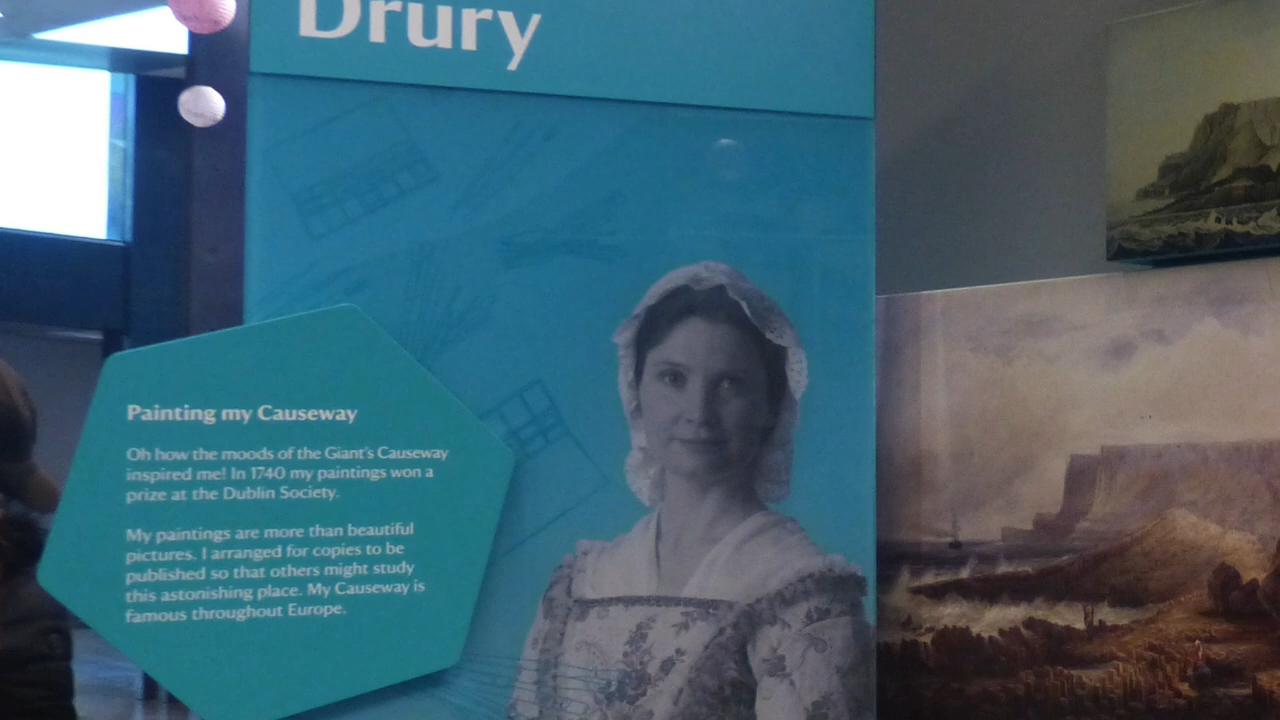 Drury
Painting my Causeway
Oh how the moods of the Giant's Causeway
inspired me! In 1740 my paintings won a
prize at the Dublin Society.
My paintings are more than beautiful
pictures. I arranged for copies to be
published so that others might study
this astonishing place. My Causeway is
famous throughout Europe.